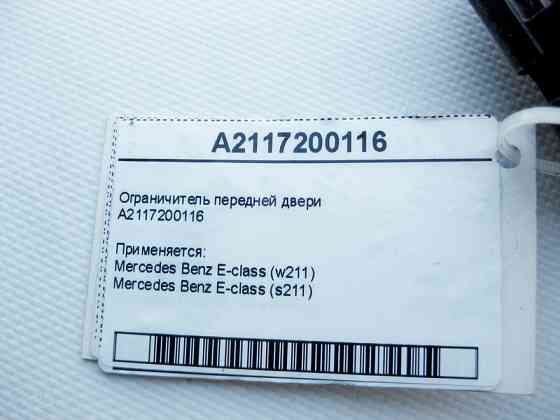 A2117200116
Ограничитель передней двери
A2117200116
Применяется:
Mercedes Benz E-class (w211)
Mercedes Benz E-class (s211)